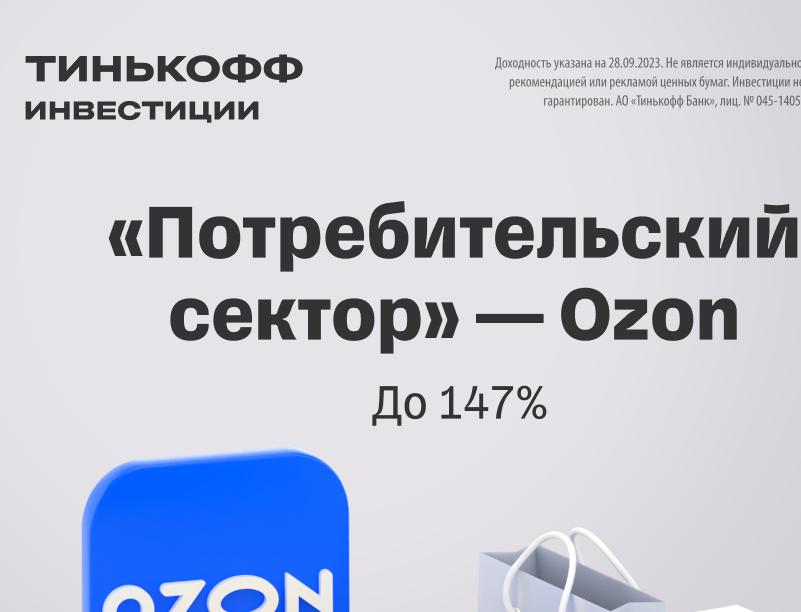 ТИНЬКОФФ
ИНВЕСТИЦИИ
Доходность указана на 28.09.2023. Не является индивидуально
рекомендацией или рекламой ценных бумаг. Инвестиции не
гарантирован. АО «Тинькофф Банк», лиц. № 045-1405
«Потребительский
сектор» — Ozon
До 147%
OZON